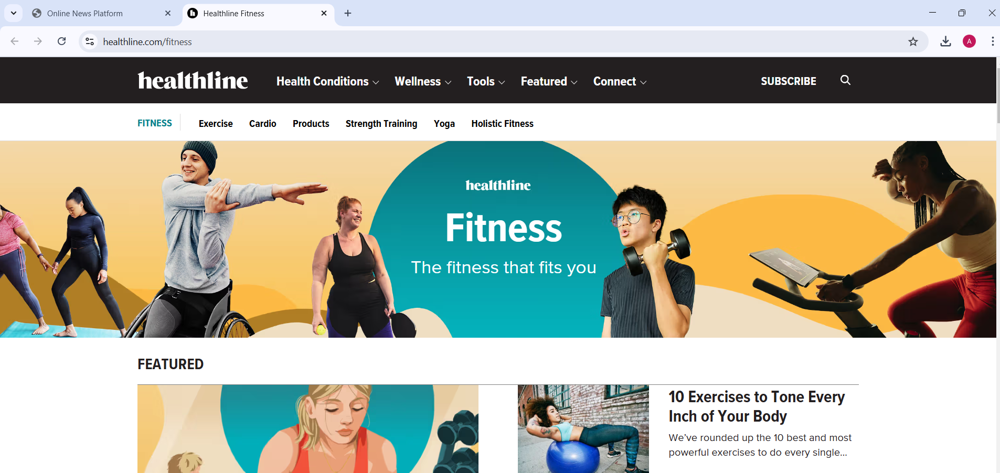 Online News Platform
Healthline Fitness
healthline.com/fitness
A
healthline
Health Conditions
Wellness
Tools
Featured
Connect
SUBSCRIBE
FITNESS
Exercise
Cardio
Products
Strength Training
Yoga
Holistic Fitness
healthline
Fitness
The fitness that fits you
FEATURED
10 Exercises to Tone Every
Inch of Your Body
We’ve rounded up the 10 best and most
powerful exercises to do every single...